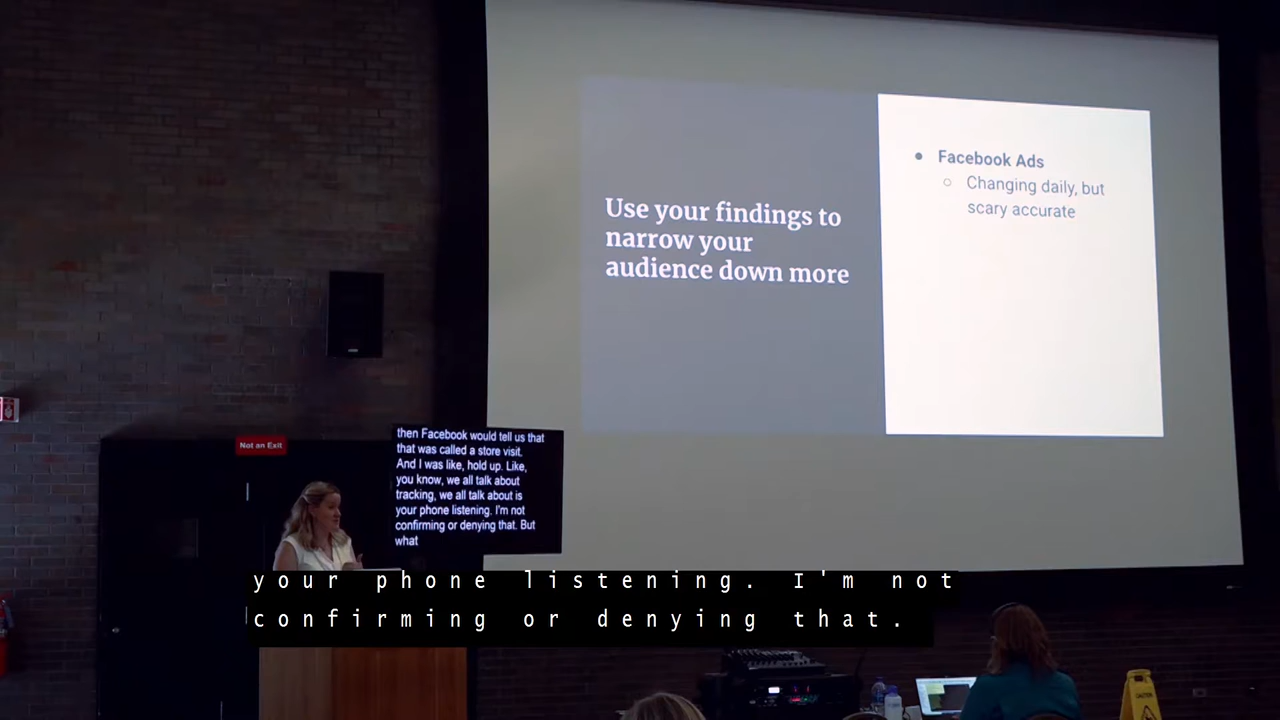 Use your findings to
narrow your
audience down more
Facebook Ads
Changing daily, but
scary accurate
Not an Exit
then Facebook would tell us that
that was called a store visit.
And I was like, hold up. Like,
you know, we all talk about
tracking, we all talk about is
your phone listening. I'm not
confirming or denying that. But
what
your phone listening. I'm not
confirming or denying that.
CAUTION